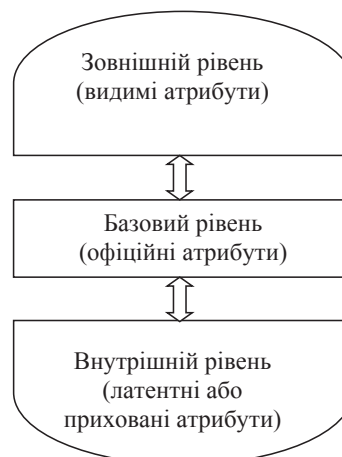 Зовнішній рівень
(видимі атрибути)
Базовий рівень
(офіційні атрибути)
Внутрішній рівень
(латентні або
приховані атрибути)